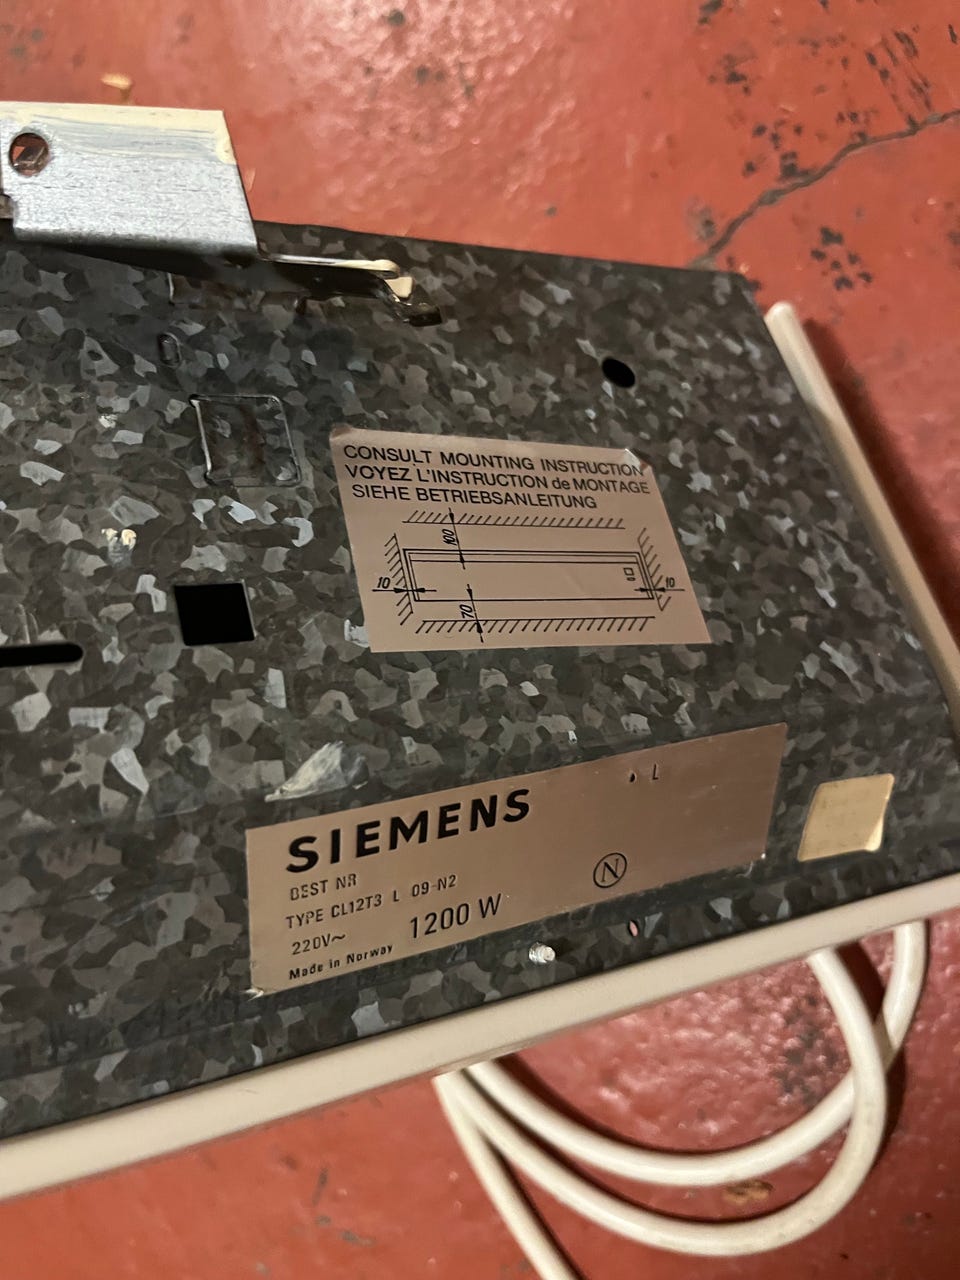 CONSULT MOUNTING INSTRUCTION
VOYEZ L'INSTRUCTION de MONTAGE
SIEHE BETRIEBSANLEITUNG
100
10
10
70
L
SIEMENS
BEST NR
TYPE CL12T3 L 09-N2
220V~ 1200 W
N
Made in Norway